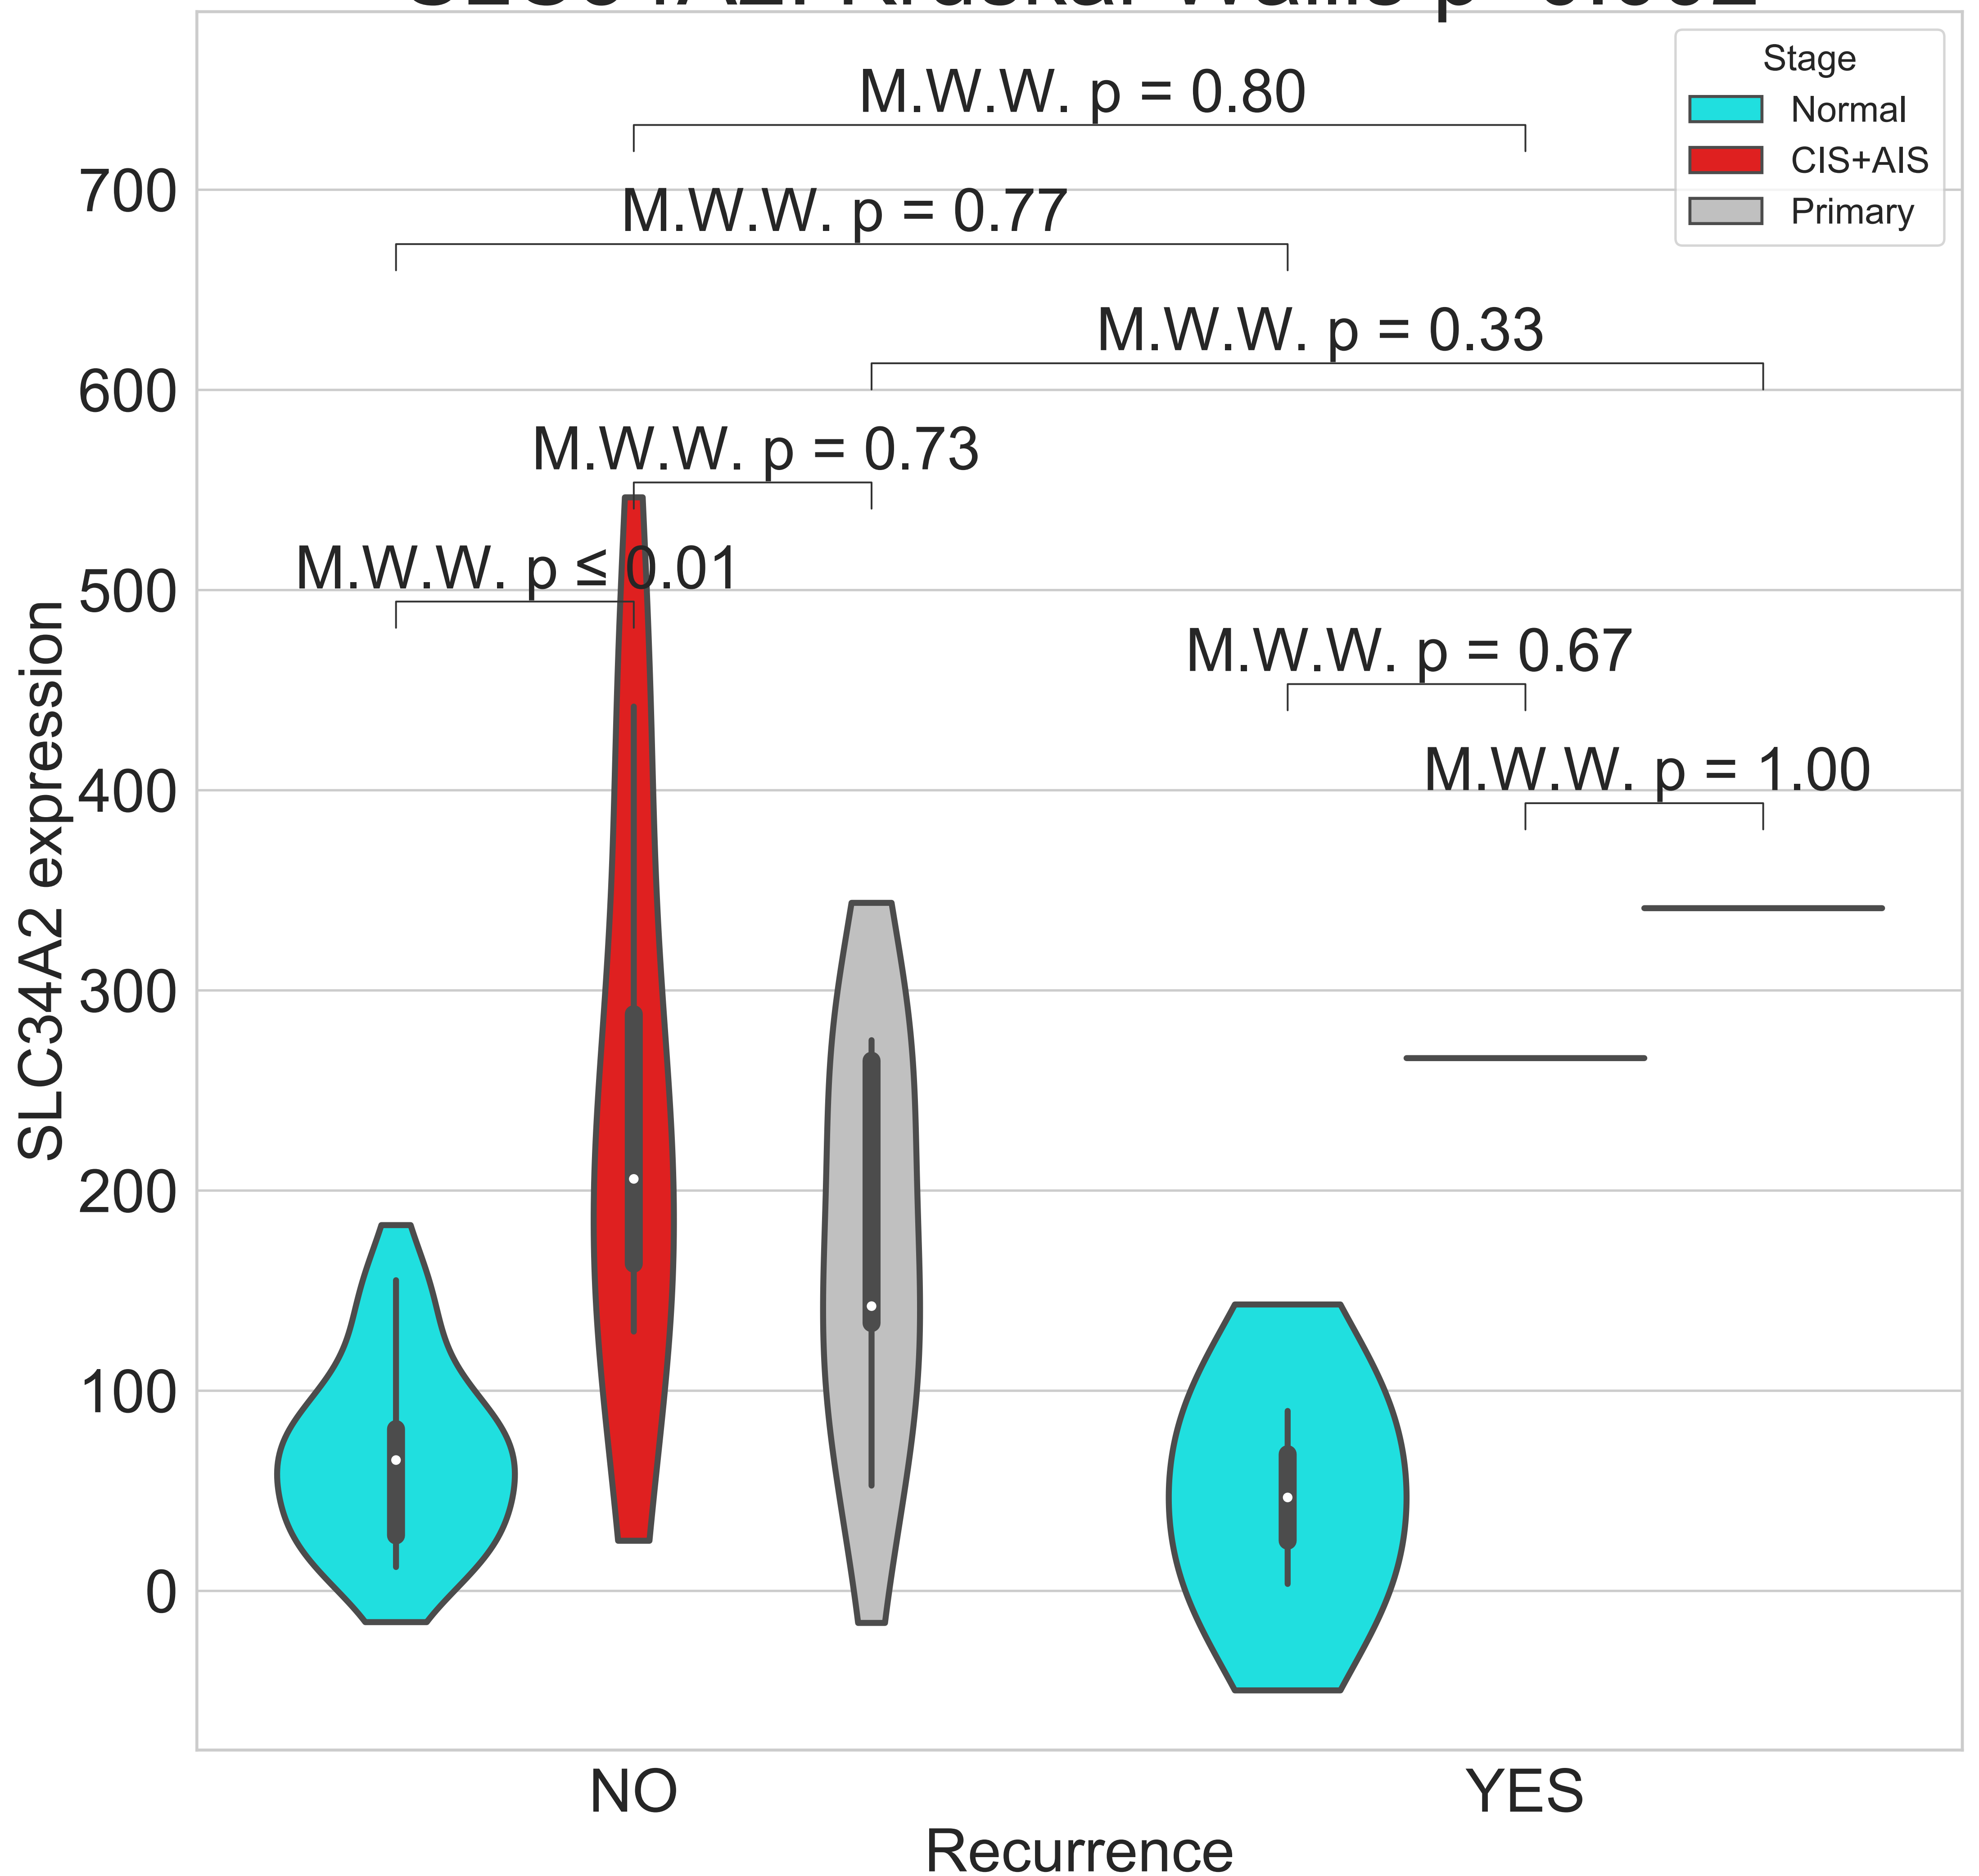 Stage
Normal
CIS+AIS
Primary
M.W.W. p = 0.80
M.W.W. p = 0.77
M.W.W. p = 0.33
M.W.W. p = 0.73
M.W.W. p ≤ 0.01
M.W.W. p = 0.67
M.W.W. p = 1.00
SLC34A2 expression
700
600
500
400
300
200
100
0
NO
YES
Recurrence